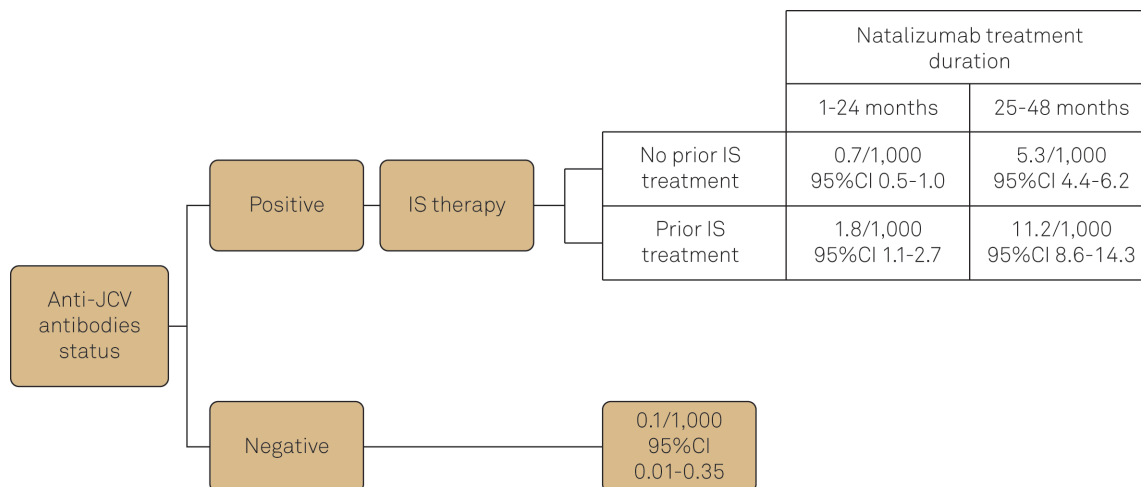 Natalizumab treatment
duration
1-24 months
25-48 months
No prior IS
treatment
0.7/1,000
95%CI 0.5-1.0
5.3/1,000
95%CI 4.4-6.2
Positive
IS therapy
Prior IS
treatment
1.8/1,000
95%CI 1.1-2.7
11.2/1,000
95%CI 8.6-14.3
Anti-JCV
antibodies
status
Negative
0.1/1,000
95%CI
0.01-0.35